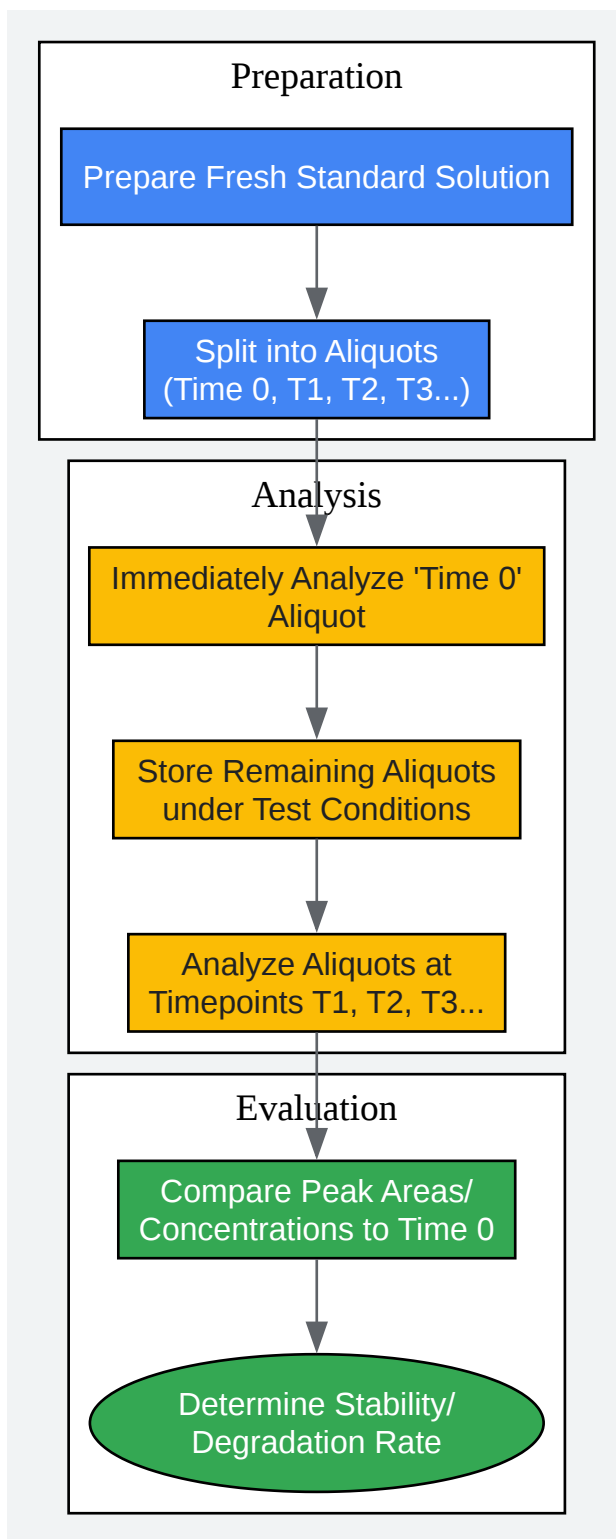 Preparation
Prepare Fresh Standard Solution
Split into Aliquots
(Time 0, T1, T2, T3...)
Analysis
Immediately Analyze 'Time 0'
Aliquot
Store Remaining Aliquots
under Test Conditions
Analyze Aliquots at
Timepoints T1, T2, T3...
Evaluation
Compare Peak Areas/
Concentrations to Time 0
Determine Stability/
Degradation Rate